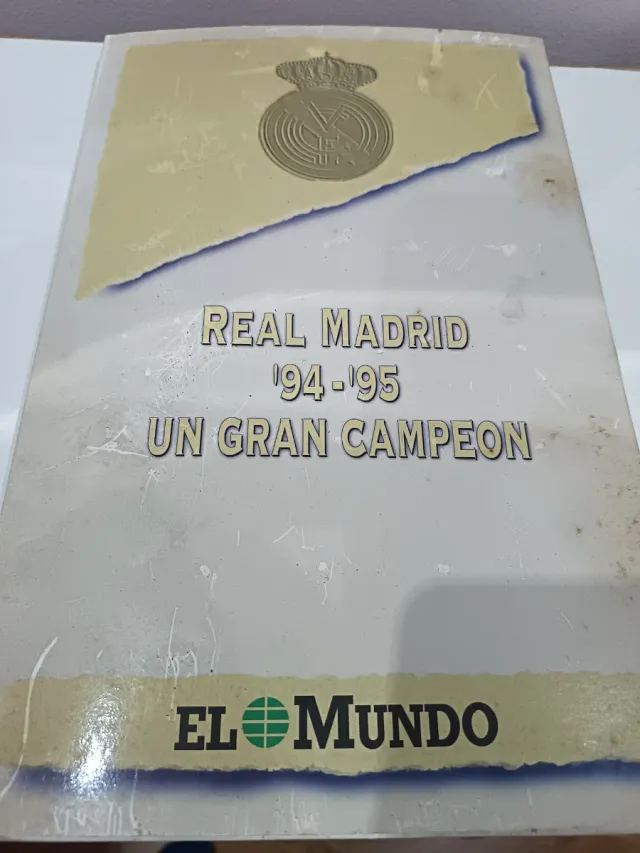 REAL MADRID
'94-'95
UN GRAN CAMPEON
EL MUNDO